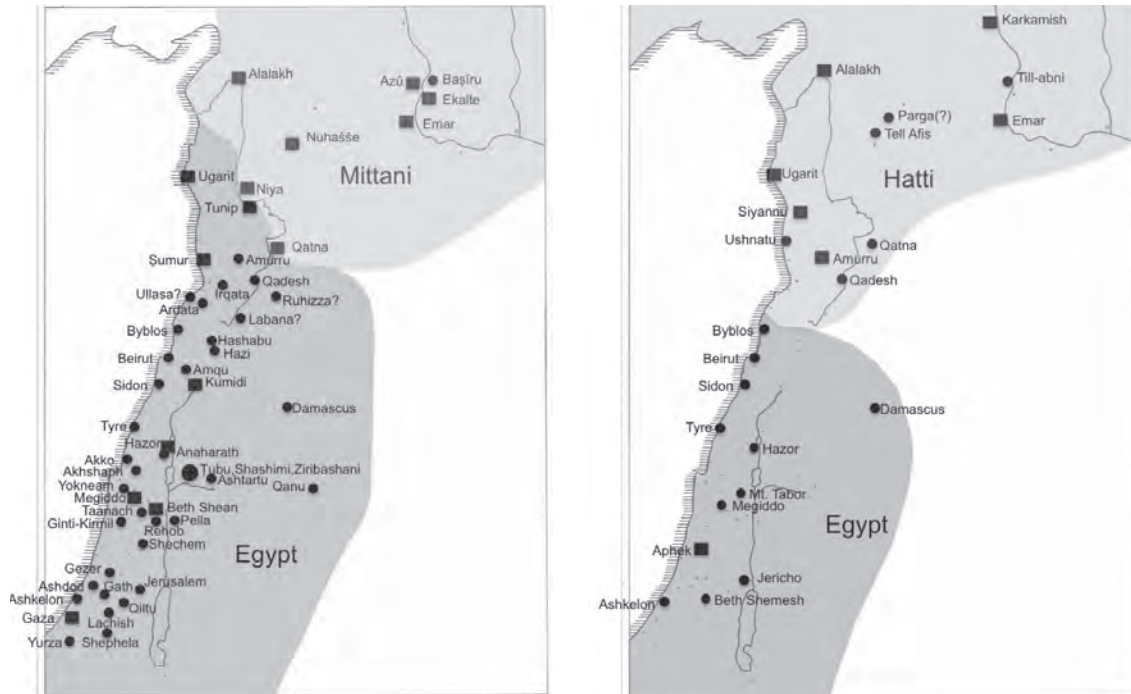 Alalakh
Azû
Baṣīru
Ekalte
Emar
Nuhašše
Mittani
Ugarit
Niya
Tunip
Qatna
Ṣumur
Amurru
Irqata
Qadesh
Ullasa?
Ardata
Ruhizza?
Labana?
Byblos
Hashabu
Hazi
Beirut
Amqu
Sidon
Kumidi
Damascus
Tyre
Hazor
Anaharath
Akko
Akhshaph
Tubu,Shashimi,Ziribashani
Ashtartu
Yokneam
Qanu
Megiddo
Taanach
Beth Shean
Ginti-Kirmil
Rehob
Pella
Shechem
Egypt
Gezer
Ashdod
Gath
Jerusalem
Ashkelon
Qiltu
Gaza
Lachish
Yurza
Shephela
Karkamish
Alalakh
Till-abni
Parga(?)
Tell Afis
Emar
Ugarit
Hatti
Siyannu
Ushnatu
Qatna
Amurru
Qadesh
Byblos
Beirut
Sidon
Damascus
Tyre
Hazor
Mt. Tabor
Megiddo
Egypt
Aphek
Jericho
Ashkelon
Beth Shemesh